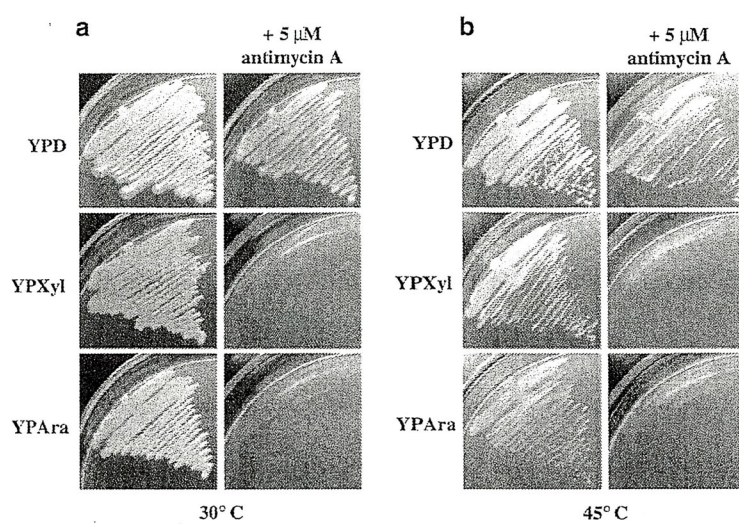 a
+ 5 µM
antimycin A
YPD
YPXyl
YPAra
30° C
b
+ 5 µM
antimycin A
YPD
YPXyl
YPAra
45° C